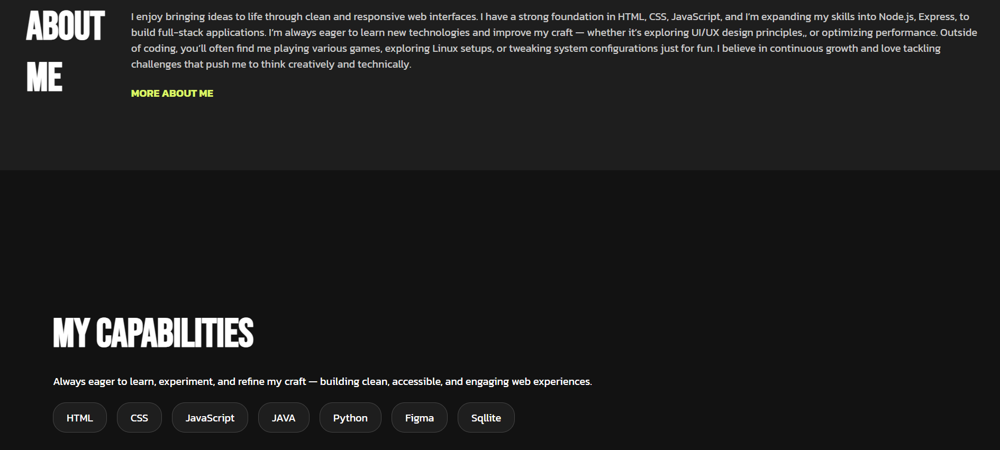 ABOUT
ME
I enjoy bringing ideas to life through clean and responsive web interfaces. I have a strong foundation in HTML, CSS, JavaScript, and I’m expanding my skills into Node.js, Express, to
build full-stack applications. I’m always eager to learn new technologies and improve my craft — whether it’s exploring UI/UX design principles,, or optimizing performance. Outside
of coding, you’ll often find me playing various games, exploring Linux setups, or tweaking system configurations just for fun. I believe in continuous growth and love tackling
challenges that push me to think creatively and technically.
MORE ABOUT ME
MY CAPABILITIES
Always eager to learn, experiment, and refine my craft — building clean, accessible, and engaging web experiences.
HTML CSS JavaScript JAVA Python Figma Sqllite